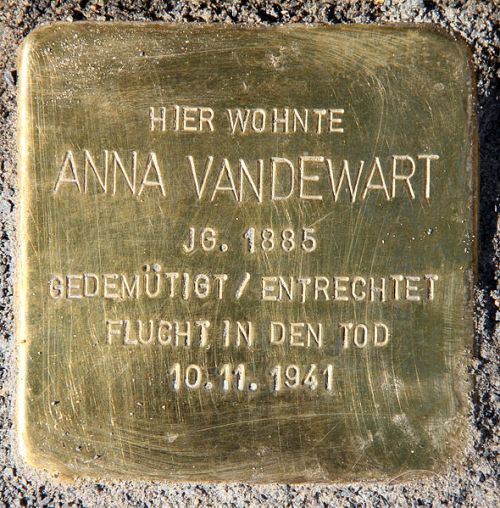 HIER WOHNTE
ANNA VANDEWART
JG. 1885
GEDEMÜTIGT / ENTRECHTET
FLUCHT IN DEN TOD
10.11.1941